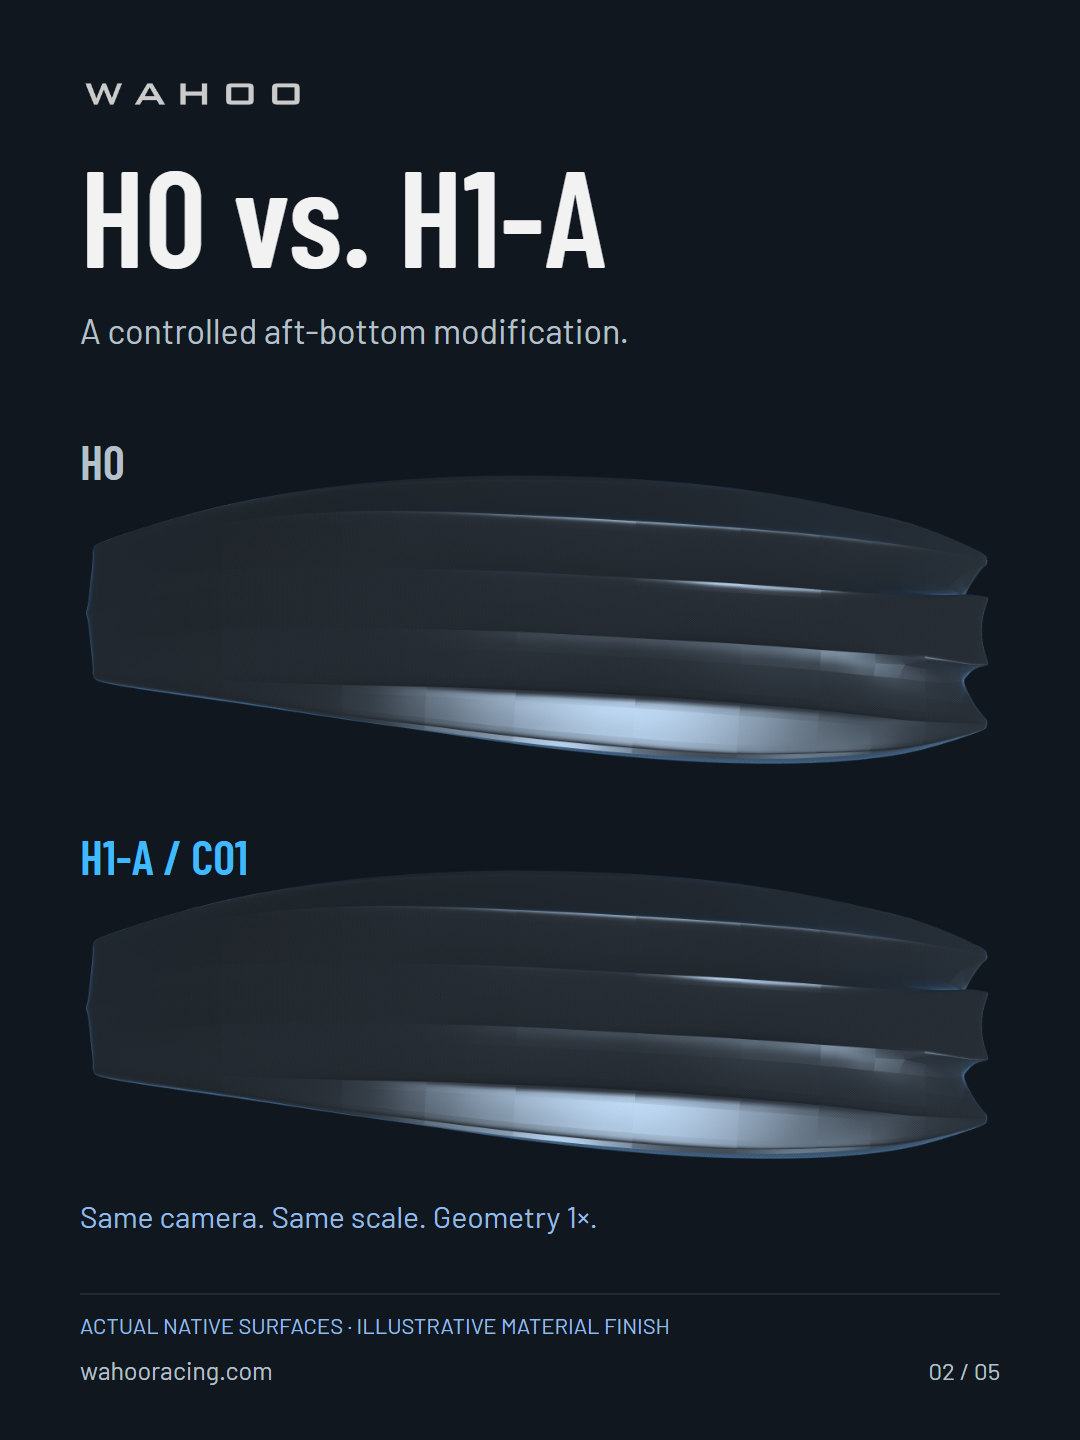 WAHOO
H0 vs. H1-A
A controlled aft-bottom modification.
H0
H1-A / C01
Same camera. Same scale. Geometry 1×.
ACTUAL NATIVE SURFACES · ILLUSTRATIVE MATERIAL FINISH
wahooracing.com
02 / 05